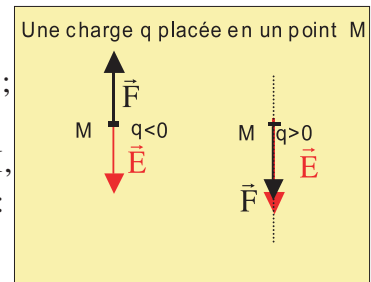 Une charge q placée en un point M
;
F⃗
M q<0
M q>0
E⃗
E⃗
,
F⃗
: